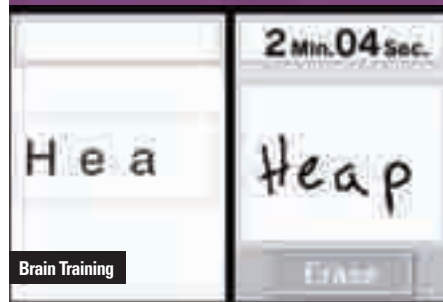 2 Min. 04 Sec.
H e a
Heap
Brain Training
Erase